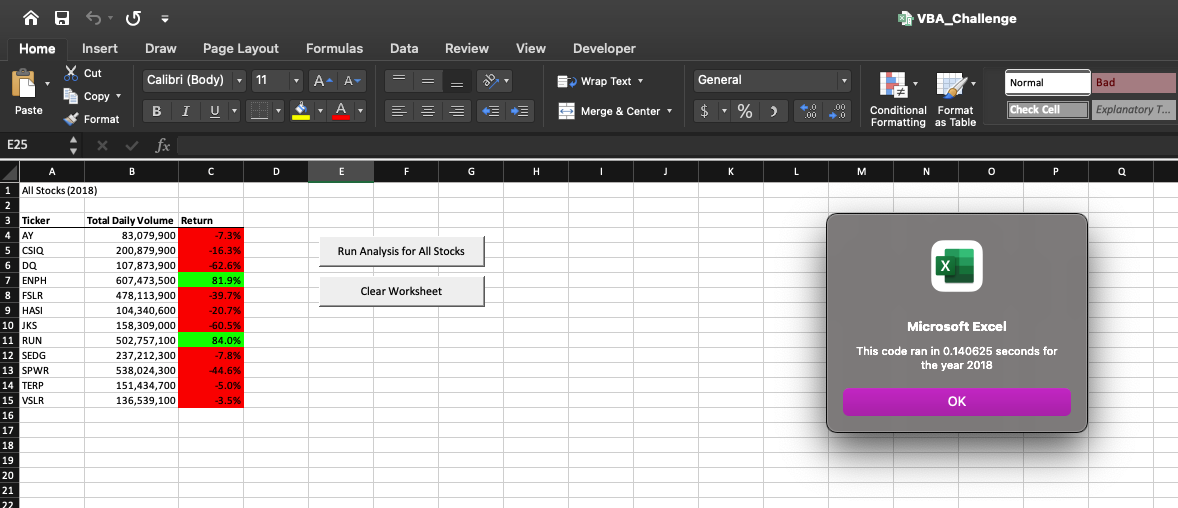 VBA_Challenge
Home Insert Draw Page Layout Formulas Data Review View Developer
Paste
Cut
Copy
Format
Calibri (Body) 11 A A
B I U A
Wrap Text
Merge & Center
General
$ % )
Conditional Formatting
Format as Table
Normal Bad
Check Cell Explanatory T...
E25 fx
A B C D E F G H I J K L M N O P Q
1 All Stocks (2018)
2
3 Ticker Total Daily Volume Return
4 AY 83,079,900 -7.3%
5 CSIQ 200,879,900 -16.3%
6 DQ 107,873,900 -62.6%
7 ENPH 607,473,500 81.9%
8 FSLR 478,113,900 -39.7%
9 HASI 104,340,600 -20.7%
10 JKS 158,309,000 -60.5%
11 RUN 502,757,100 84.0%
12 SEDG 237,212,300 -7.8%
13 SPWR 538,024,300 -44.6%
14 TERP 151,434,700 -5.0%
15 VSLR 136,539,100 -3.5%
16
17
18
19
20
21
22
Run Analysis for All Stocks
Clear Worksheet
Microsoft Excel
This code ran in 0.140625 seconds for
the year 2018
OK